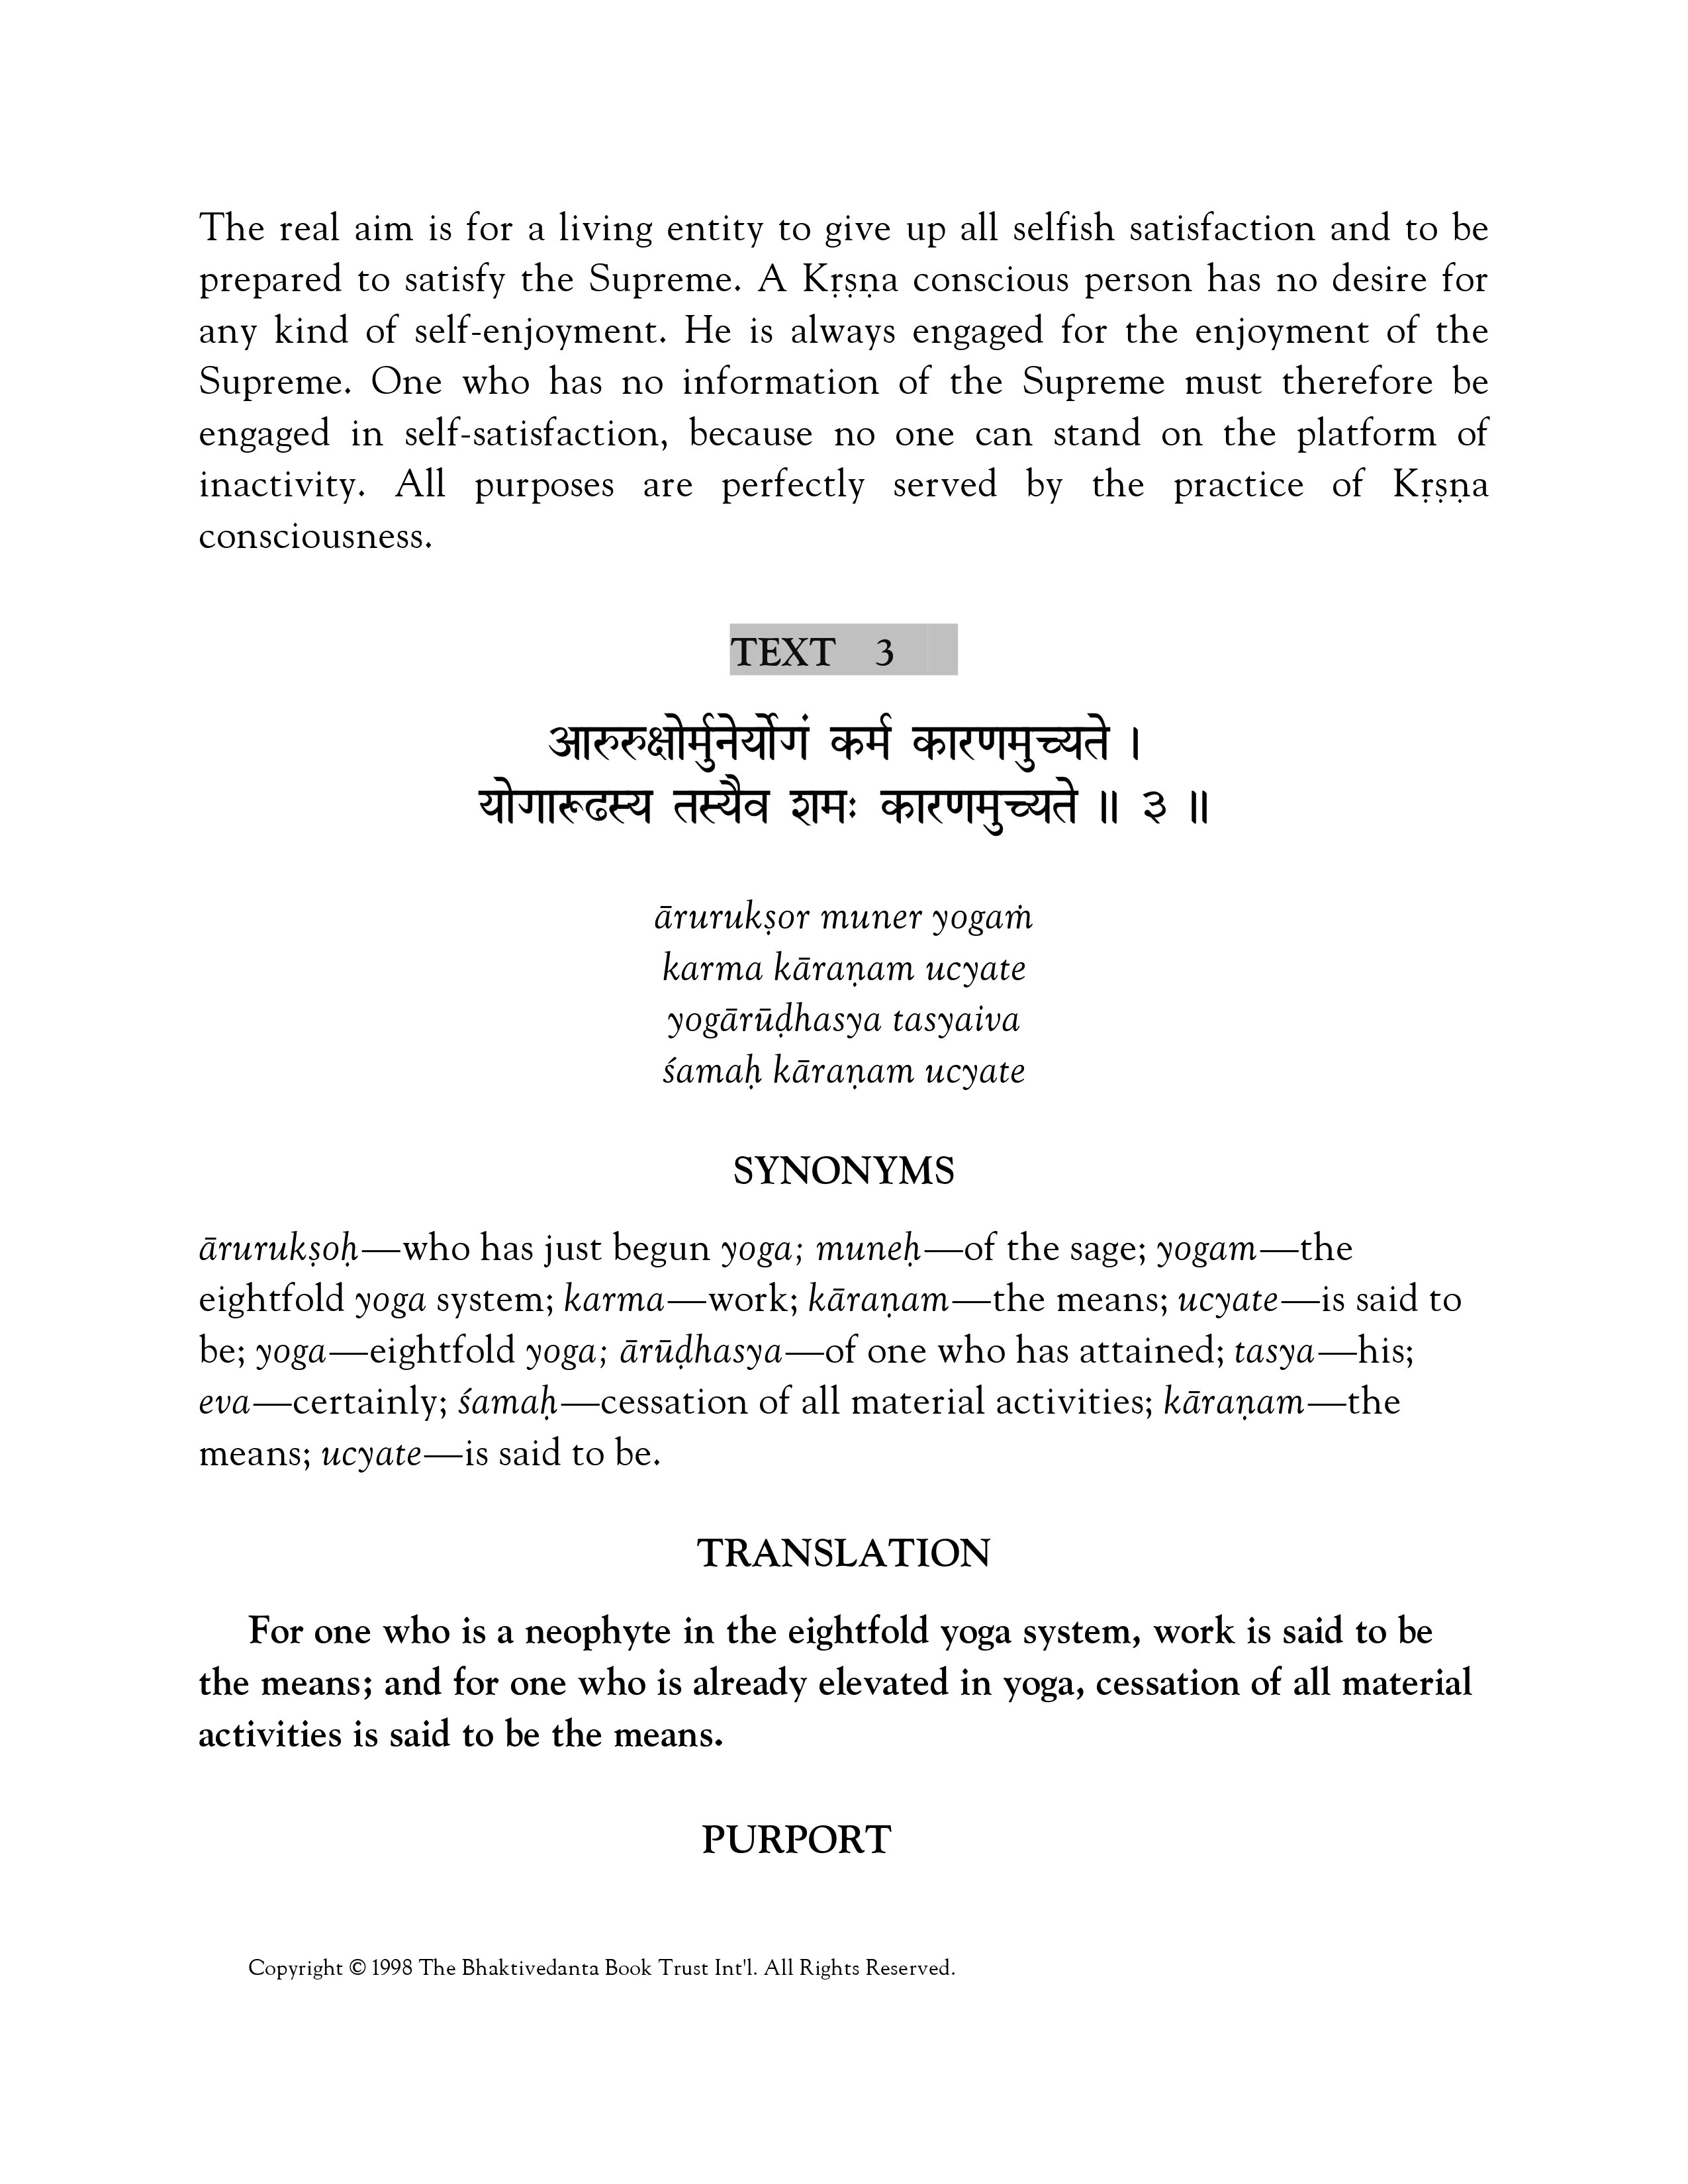 The real aim is for a living entity to give up all selfish satisfaction and to be
prepared to satisfy the Supreme. A Kṛṣṇa conscious person has no desire for
any kind of self-enjoyment. He is always engaged for the enjoyment of the
Supreme. One who has no information of the Supreme must therefore be
engaged in self-satisfaction, because no one can stand on the platform of
inactivity. All purposes are perfectly served by the practice of Kṛṣṇa
consciousness.
TEXT 3
आरुरुक्षोर्मुनेर्योगं कर्म कारणमुच्यते ।
योगारूढस्य तस्यैव शमः कारणमुच्यते ॥ ३ ॥
ārurukṣor muner yogaṁ
karma kāraṇam ucyate
yogārūḍhasya tasyaiva
śamaḥ kāraṇam ucyate
SYNONYMS
ārurukṣoḥ—who has just begun yoga; muneḥ—of the sage; yogam—the
eightfold yoga system; karma—work; kāraṇam—the means; ucyate—is said to
be; yoga—eightfold yoga; ārūḍhasya—of one who has attained; tasya—his;
eva—certainly; śamaḥ—cessation of all material activities; kāraṇam—the
means; ucyate—is said to be.
TRANSLATION
For one who is a neophyte in the eightfold yoga system, work is said to be
the means; and for one who is already elevated in yoga, cessation of all material
activities is said to be the means.
PURPORT
Copyright © 1998 The Bhaktivedanta Book Trust Int'l. All Rights Reserved.